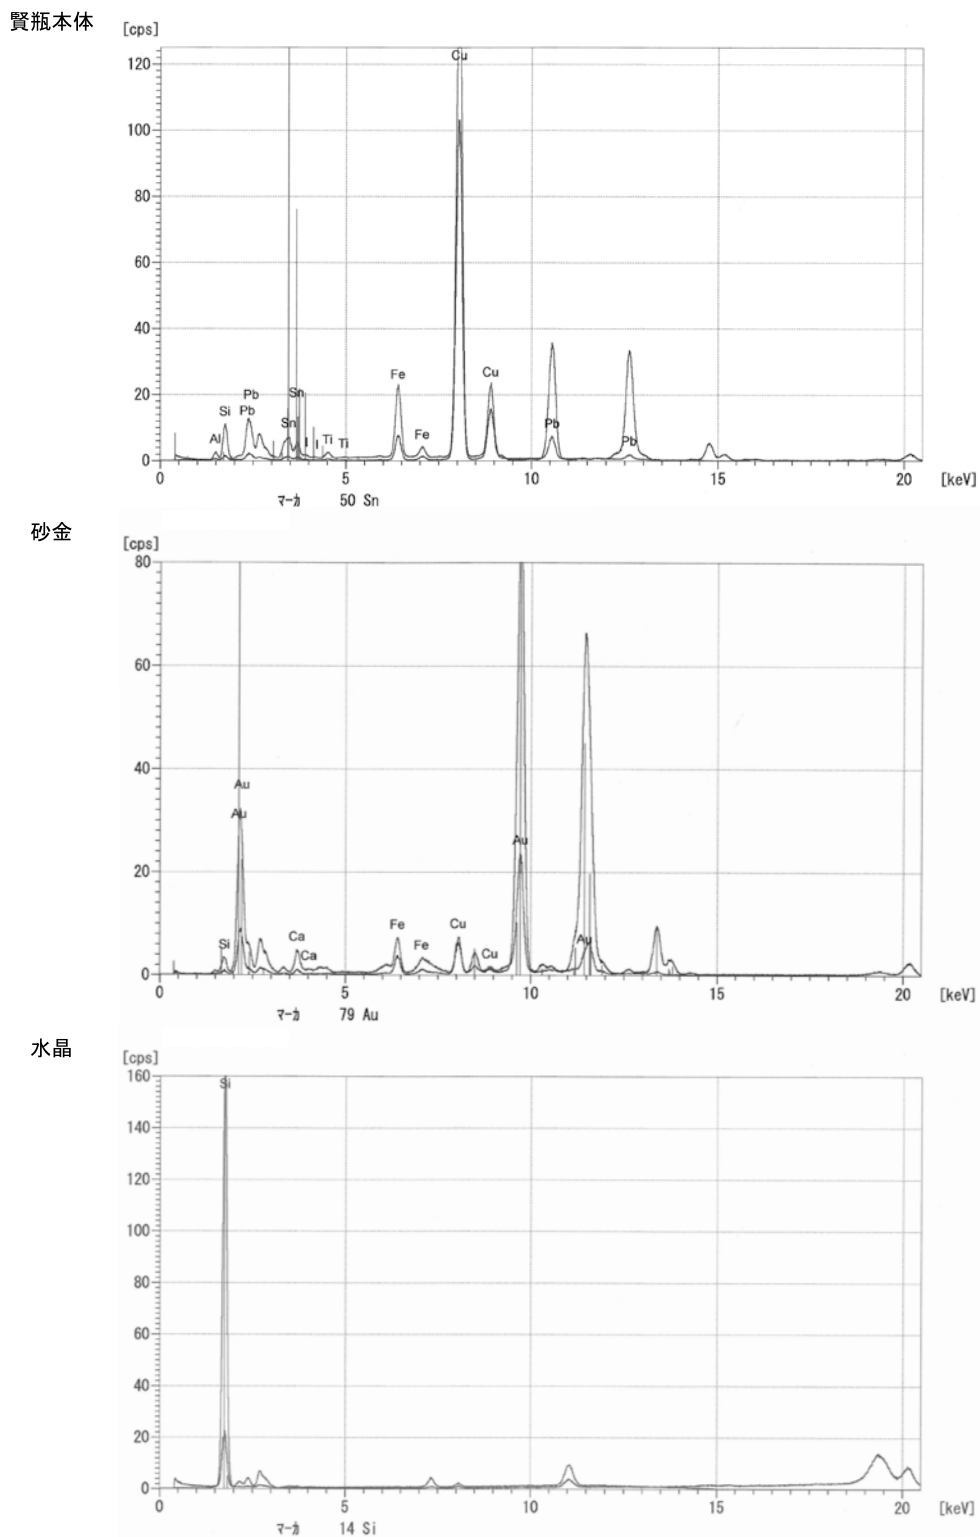 賢瓶本体
[cps]
120
100
80
60
40
20
0
Cu
Al
Si
Pb
Pb
Sn
Sn
I
I
Ti
Ti
Fe
Fe
Cu
Pb
Pb
0 5 10 15 20 [keV]
マーカ 50 Sn
砂金
[cps]
80
60
40
20
0
Au
Au
Si
Ca
Ca
Fe
Fe
Cu
Cu
Au
Au
0 5 10 15 20 [keV]
マーカ 79 Au
水晶
[cps]
160
140
120
100
80
60
40
20
0
Si
0 5 10 15 20 [keV]
マーカ 14 Si